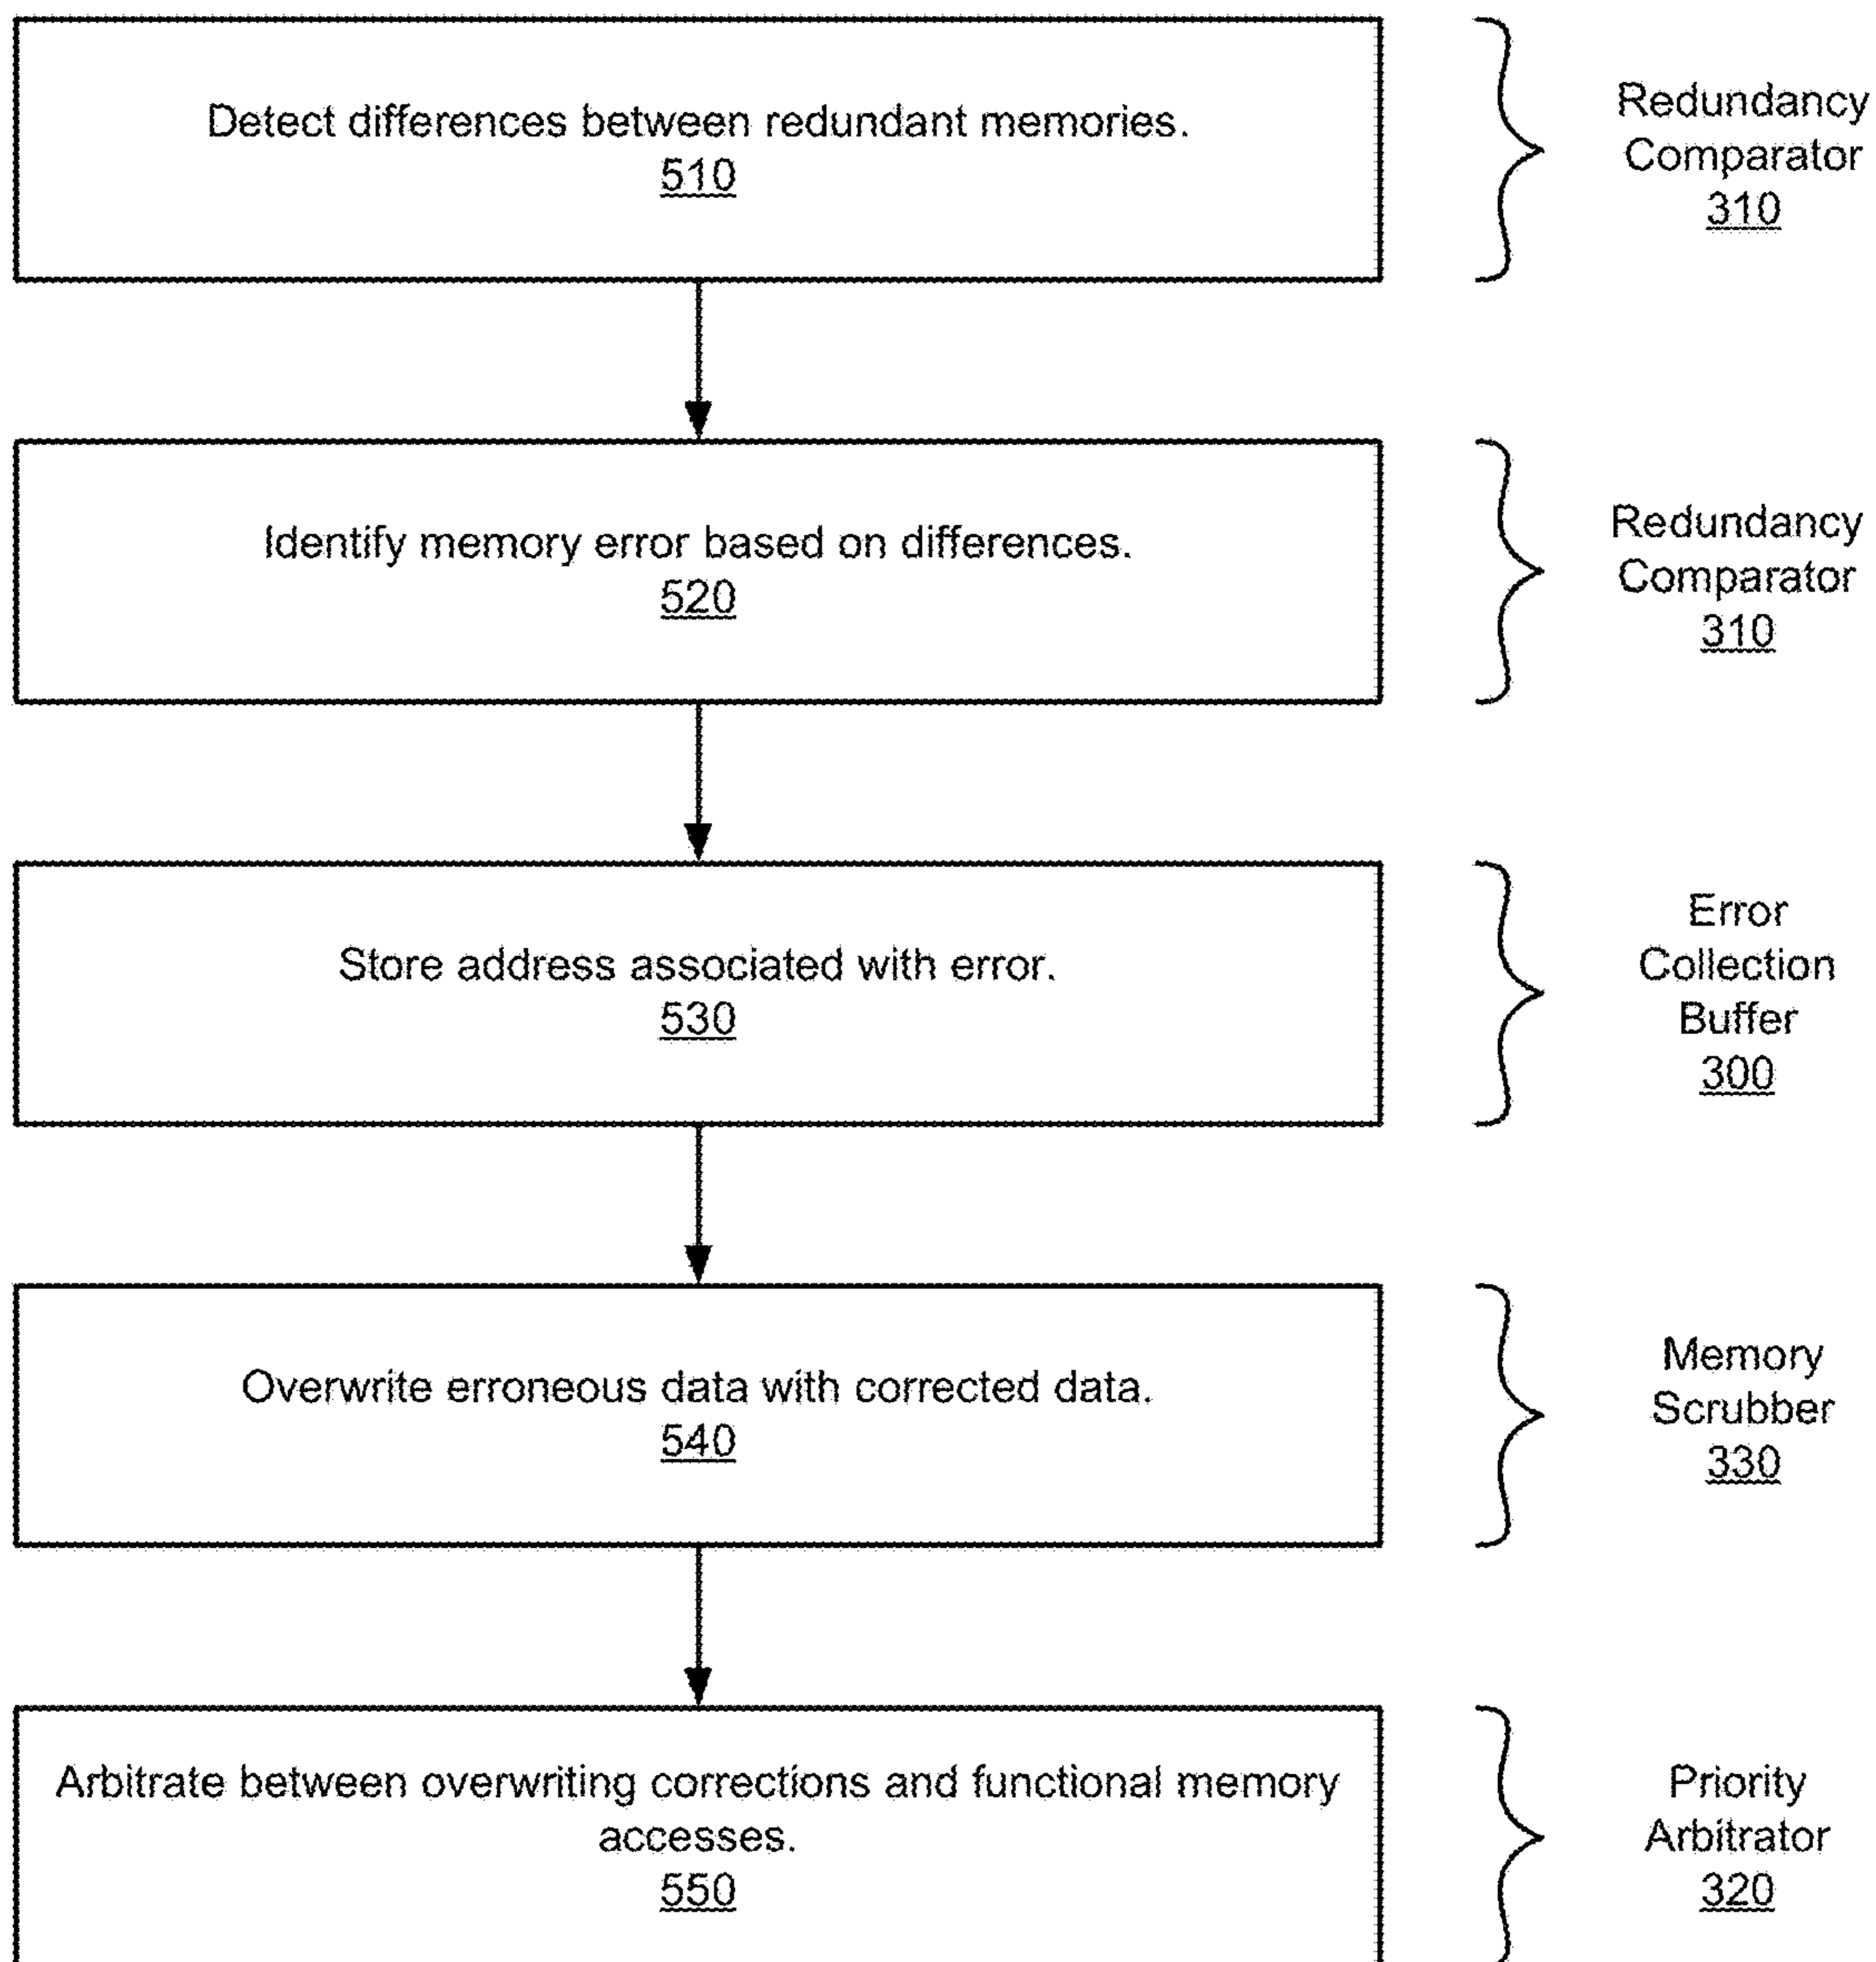 Detect differences between redundant memories.
510
Redundancy
Comparator
310
Identify memory error based on differences.
520
Redundancy
Comparator
310
Store address associated with error.
530
Error
Collection
Buffer
300
Overwrite erroneous data with corrected data.
540
Memory
Scrubber
330
Arbitrate between overwriting corrections and functional memory
accesses.
550
Priority
Arbitrator
320